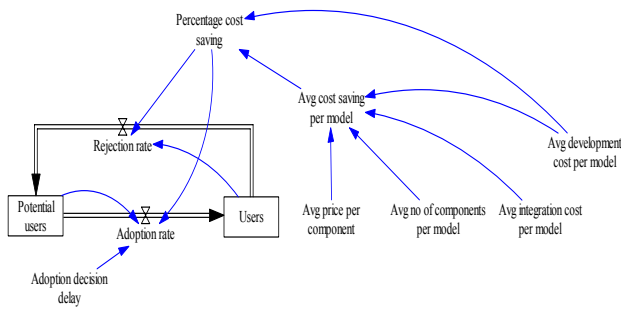 Percentage cost
saving
Avg cost saving
per model
Rejection rate
Avg development
cost per model
Potential
users
Users
Avg price per
component
Avg no of components
per model
Avg integration cost
per model
Adoption rate
Adoption decision
delay